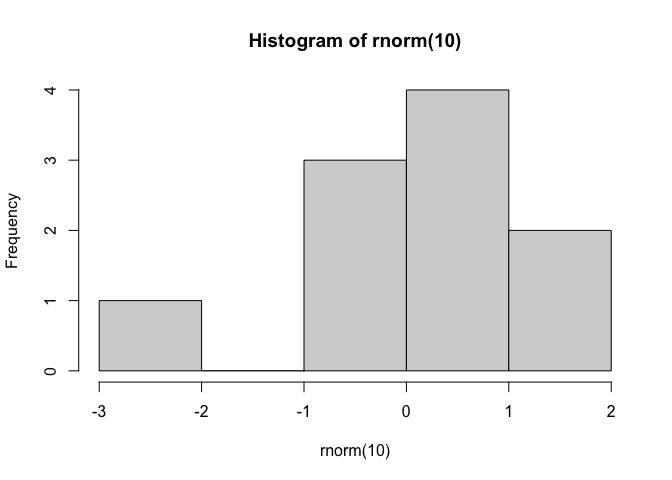 Histogram of rnorm(10)
4
3
2
1
0
Frequency
-3 -2 -1 0 1 2
rnorm(10)